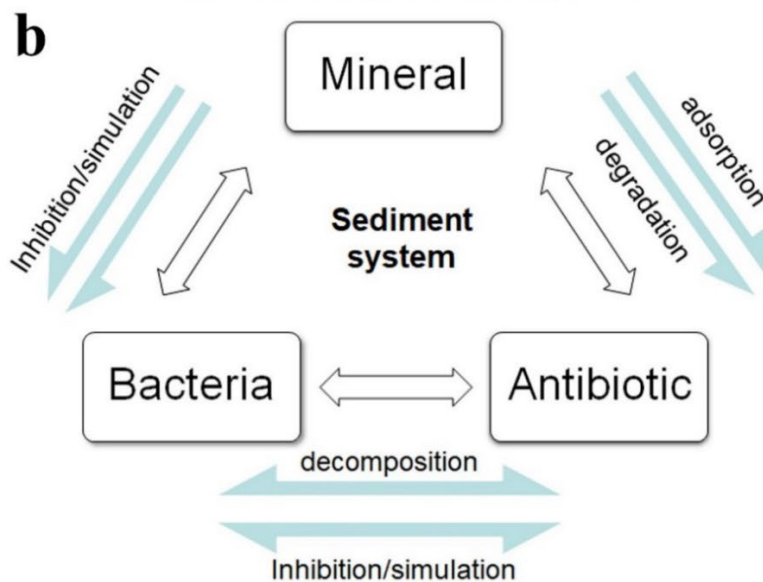 b
Mineral
Inhibition/simulation
adsorption
degradation
Sediment
system
Bacteria
Antibiotic
decomposition
Inhibition/simulation